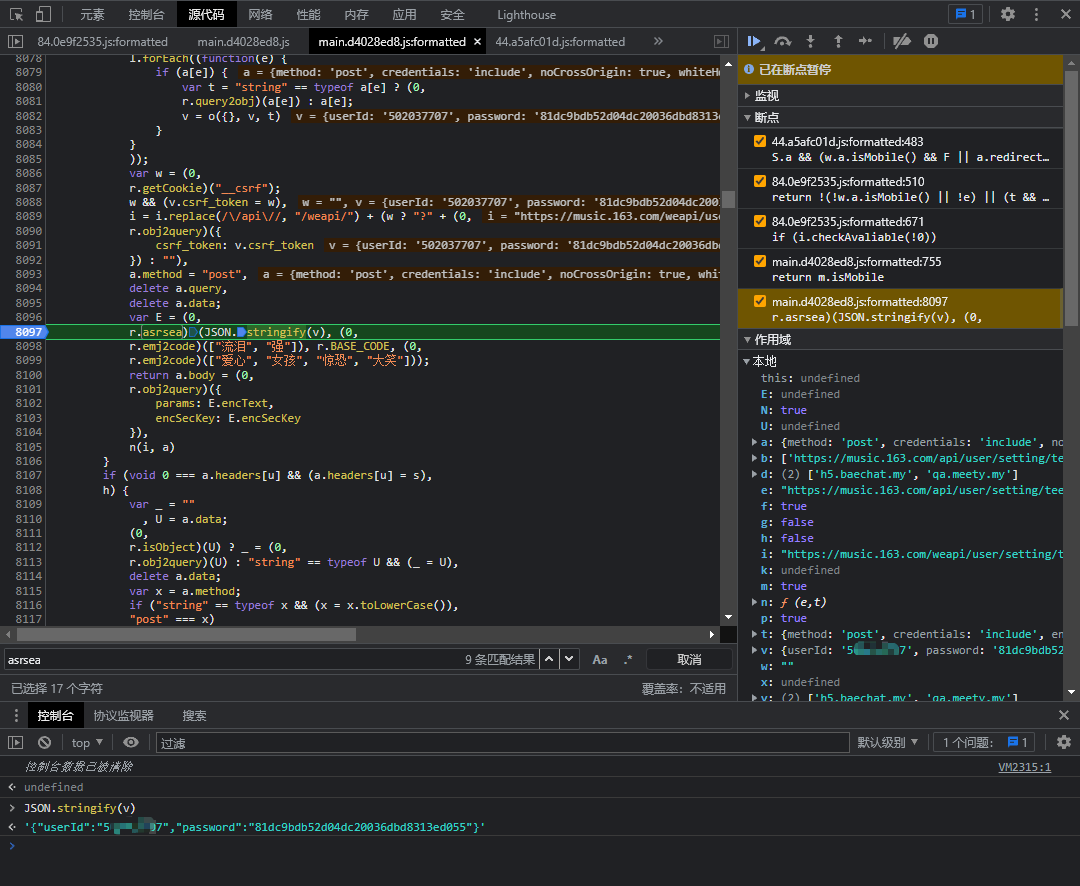 元素 控制台 源代码 网络 性能 内存 应用 安全 Lighthouse 1
84.0e9f2535.js:formatted main.d4028ed8.js main.d4028ed8.js:formatted × 44.a5afc01d.js:formatted »
8078 l.forEach((function(e) {
8079 if (a[e]) { a = {method: 'post', credentials: 'include', noCrossOrigin: true, whiteHo
8080 var t = "string" == typeof a[e] ? (0,
8081 r.query2obj)(a[e]) : a[e];
8082 v = o({}, v, t) v = {userId: '502037707', password: '81dc9bdb52d04dc20036dbd8313e
8083 }
8084 }
8085 ));
8086 var w = (0,
8087 r.getCookie)("__csrf");
8088 w && (v.csrf_token = w), w = "", v = {userId: '502037707', password: '81dc9bdb52d04dc2
8089 i = i.replace(/\/api\//, "/weapi/") + (w ? "?" + (0, i = "https://music.163.com/weapi/use
8090 r.obj2query)({
8091 csrf_token: v.csrf_token v = {userId: '502037707', password: '81dc9bdb52d04dc20
8092 }) : ""),
8093 a.method = "post", a = {method: 'post', credentials: 'include', noCrossOrigin: true, whit
8094 delete a.query,
8095 delete a.data;
8096 var E = (0,
8097 r.asrsea)(JSON.stringify(v), (0,
8098 r.emj2code)(["流泪", "强"]), r.BASE_CODE, (0,
8099 r.emj2code)(["爱心", "女孩", "惊恐", "大笑"]));
8100 return a.body = (0,
8101 r.obj2query)({
8102 params: E.encText,
8103 encSecKey: E.encSecKey
8104 }),
8105 n(i, a)
8106 }
8107 if (void 0 === a.headers[u] && (a.headers[u] = s),
8108 h) {
8109 var _ = ""
8110 , U = a.data;
8111 (0,
8112 r.isObject)(U) ? _ = (0,
8113 r.obj2query)(U) : "string" == typeof U && (_ = U),
8114 delete a.data;
8115 var x = a.method;
8116 if ("string" == typeof x && (x = x.toLowerCase()),
8117 "post" === x)
asrsea 9 条匹配结果 Aa .* 取消
已选择 17 个字符 覆盖率: 不适用
已在断点暂停
监视
断点
44.a5afc01d.js:formatted:483
S.a && (w.a.isMobile() && F || a.redirect…
84.0e9f2535.js:formatted:510
return !(!w.a.isMobile() || !e) || (t && …
84.0e9f2535.js:formatted:671
if (i.checkAvaliable(!0))
main.d4028ed8.js:formatted:755
return m.isMobile
main.d4028ed8.js:formatted:8097
r.asrsea)(JSON.stringify(v), (0,
作用域
本地
this: undefined
E: undefined
N: true
U: undefined
a: {method: 'post', credentials: 'include', no
b: ['https://music.163.com/api/user/setting/te
d: (2) ['h5.baechat.my', 'qa.meety.my']
e: "https://music.163.com/api/user/setting/tee
f: true
g: false
h: false
i: "https://music.163.com/weapi/user/setting/t
k: undefined
m: true
n: ƒ (e,t)
p: true
t: {method: 'post', credentials: 'include', en
v: {userId: '5 7', password: '81dc9bdb52
w: ""
x: undefined
y: (2) ['h5.baechat.my', 'qa.meety.my']
控制台 协议监视器 搜索
top 过滤 默认级别 1 个问题: 1
控制台数据已被清除 VM2315:1
undefined
JSON.stringify(v)
'{"userId":"5 07","password":"81dc9bdb52d04dc20036dbd8313ed055"}'